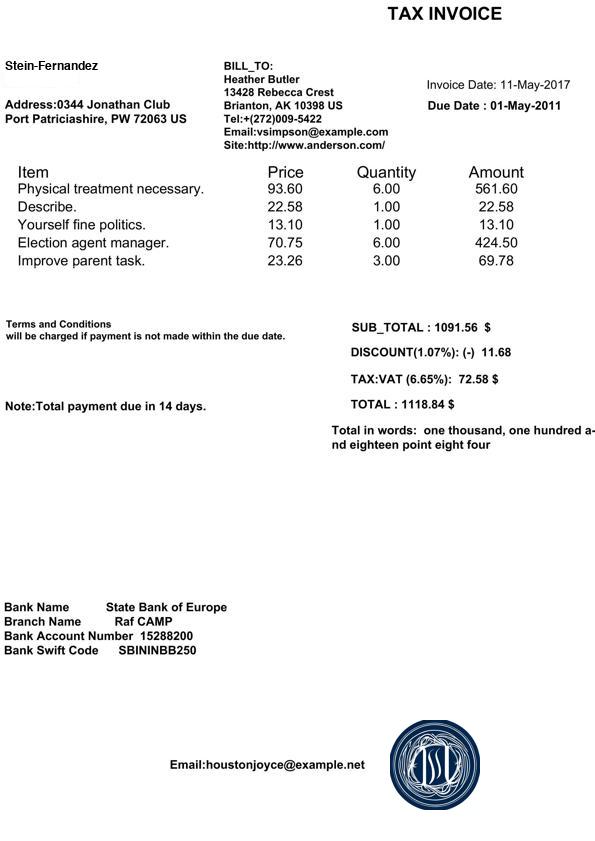 TAX INVOICE
Stein-Fernandez
Address:0344 Jonathan Club
Port Patriciashire, PW 72063 US
BILL_TO:
Heather Butler
13428 Rebecca Crest
Brianton, AK 10398 US
Tel:+(272)009-5422
Email:vsimpson@example.com
Site:http://www.anderson.com/
Invoice Date: 11-May-2017
Due Date : 01-May-2011
Item Price Quantity Amount
Physical treatment necessary. 93.60 6.00 561.60
Describe. 22.58 1.00 22.58
Yourself fine politics. 13.10 1.00 13.10
Election agent manager. 70.75 6.00 424.50
Improve parent task. 23.26 3.00 69.78
Terms and Conditions
will be charged if payment is not made within the due date.
Note:Total payment due in 14 days.
SUB_TOTAL : 1091.56 $
DISCOUNT(1.07%): (-) 11.68
TAX:VAT (6.65%): 72.58 $
TOTAL : 1118.84 $
Total in words: one thousand, one hundred a-
nd eighteen point eight four
Bank Name State Bank of Europe
Branch Name Raf CAMP
Bank Account Number 15288200
Bank Swift Code SBININBB250
Email:houstonjoyce@example.net